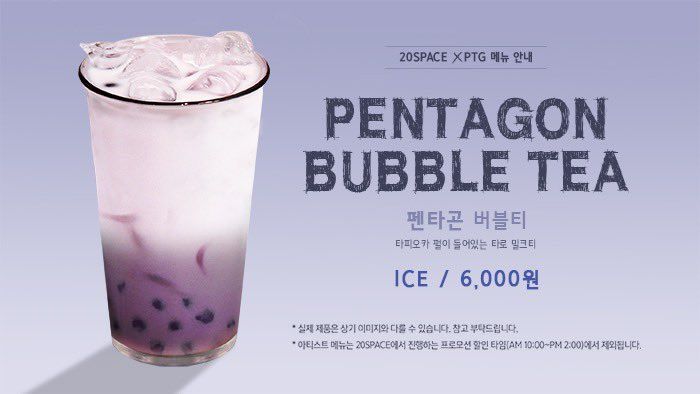 20SPACE X PTG 메뉴 안내
PENTAGON
BUBBLE TEA
펜타곤 버블티
타피오카 펄이 들어있는 타로 밀크티
ICE / 6,000원
* 실제 제품은 상기 이미지와 다를 수 있습니다. 참고 부탁드립니다.
* 아티스트 메뉴는 20SPACE에서 진행하는 프로모션 할인 타임(AM 10:00~PM 2:00)에서 제외됩니다.